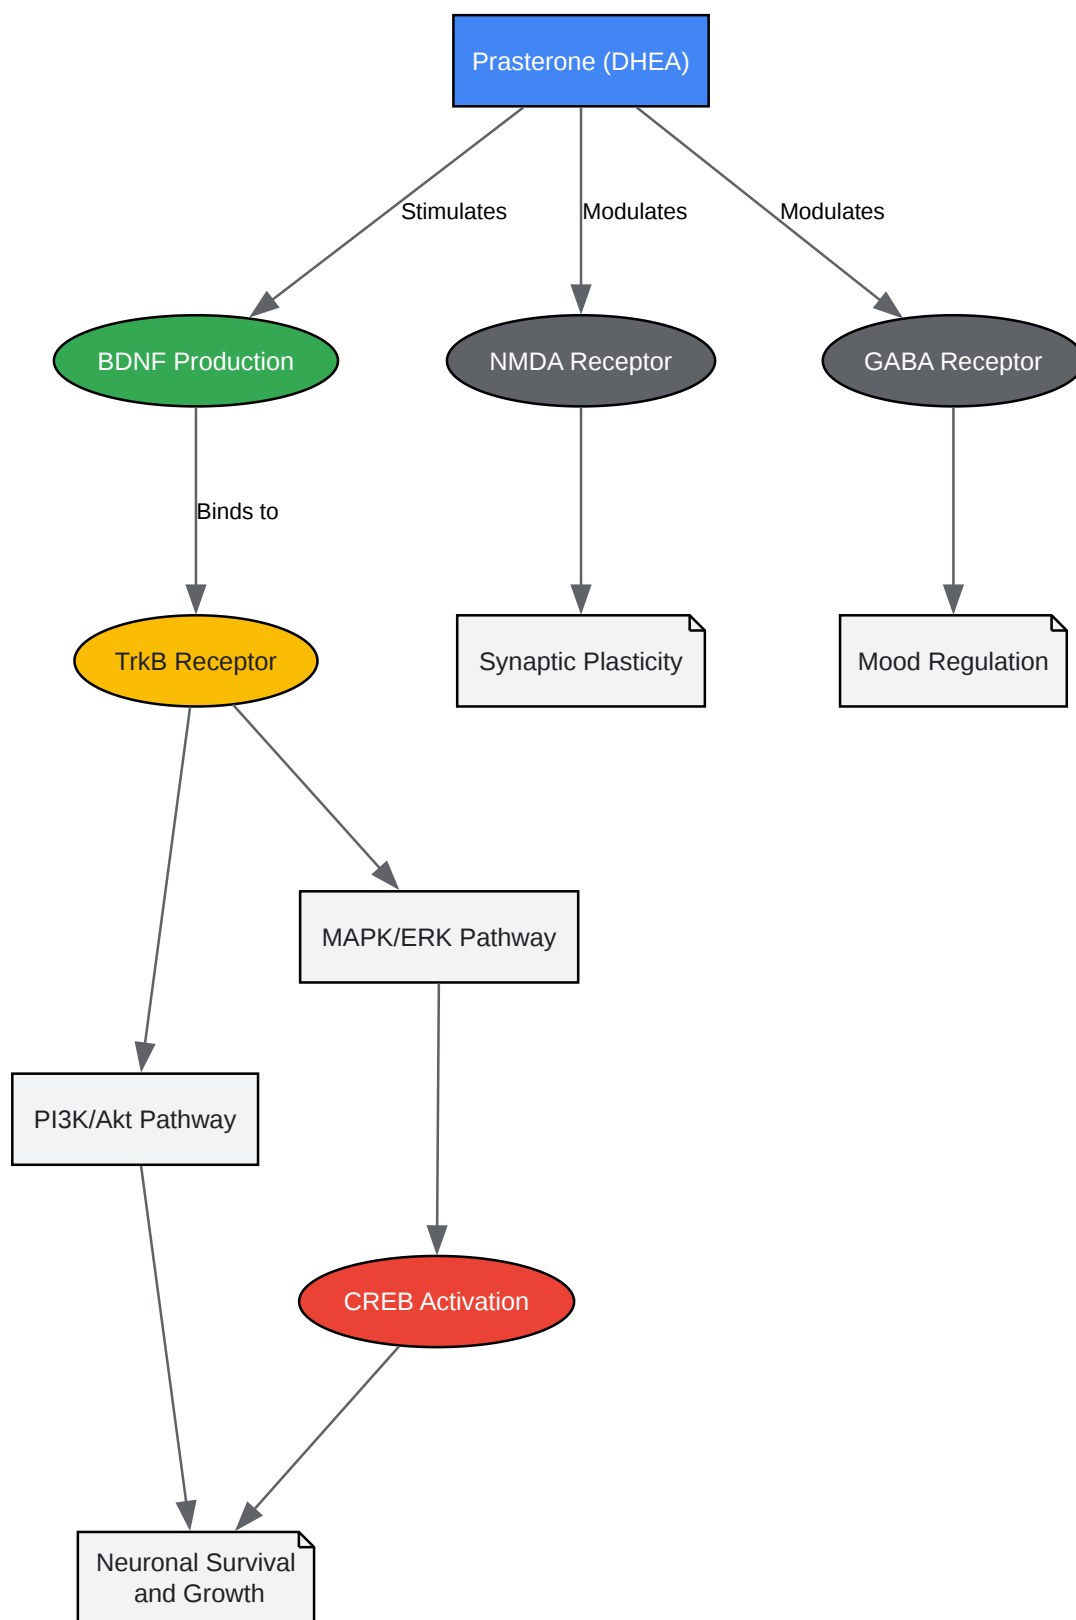 Prasterone (DHEA)
Stimulates
Modulates
Modulates
BDNF Production
NMDA Receptor
GABA Receptor
Binds to
TrkB Receptor
Synaptic Plasticity
Mood Regulation
MAPK/ERK Pathway
PI3K/Akt Pathway
CREB Activation
Neuronal Survival
and Growth